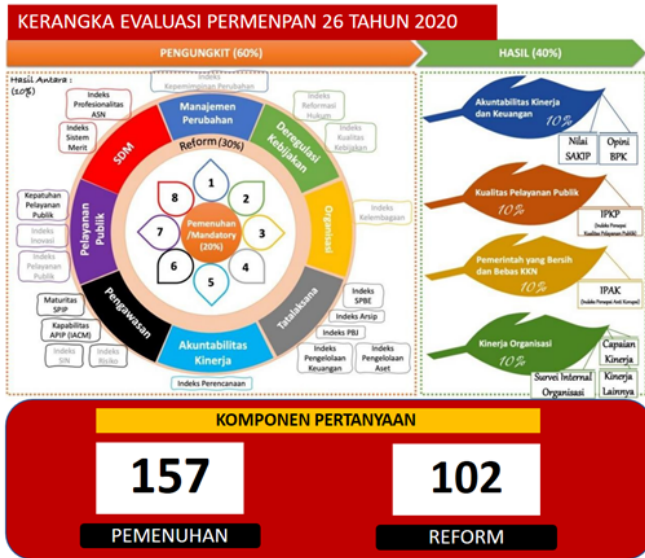 KERANGKA EVALUASI PERMENPAN 26 TAHUN 2020
PENGUNGKIT (60%)
HASIL (40%)
Hasil Antara :
(10%)
Indeks
Kepemimpinan Perubahan
Indeks
Profesionalitas
ASN
Indeks
Sistem
Merit
Indeks
Reformasi
Hukum
Indeks
Kualitas
Kebijakan
Manajemen
Perubahan
Deregulasi
Kebijakan
SDM
Reform (30%)
Organisasi
Indeks
Kelembagaan
Pelayanan
Publik
Kepatuhan
Pelayanan
Publik
Indeks
Inovasi
Indeks
Pelayanan
Publik
1
2
3
4
5
6
7
8
Pemenuhan
/Mandatory
(20%)
Pengawasan
Maturitas
SPIP
Kapabilitas
APIP (IACM)
Indeks
SIN
Indeks
Risiko
Akuntabilitas
Kinerja
Indeks Perencanaan
Tatalaksana
Indeks
SPBE
Indeks Arsip
Indeks PBJ
Indeks
Pengelolaan
Keuangan
Indeks
Pengelolaan
Aset
Akuntabilitas Kinerja
dan Keuangan
10%
Nilai
SAKIP
Opini
BPK
Kualitas Pelayanan Publik
10%
IPKP
(Indeks Persepsi
Kualitas Pelayanan Publik)
Pemerintah yang Bersih
dan Bebas KKN
10%
IPAK
(Indeks Persepsi Anti Korupsi)
Kinerja Organisasi
10%
Capaian
Kinerja
Survei Internal
Organisasi
Kinerja
Lainnya
KOMPONEN PERTANYAAN
157
102
PEMENUHAN
REFORM